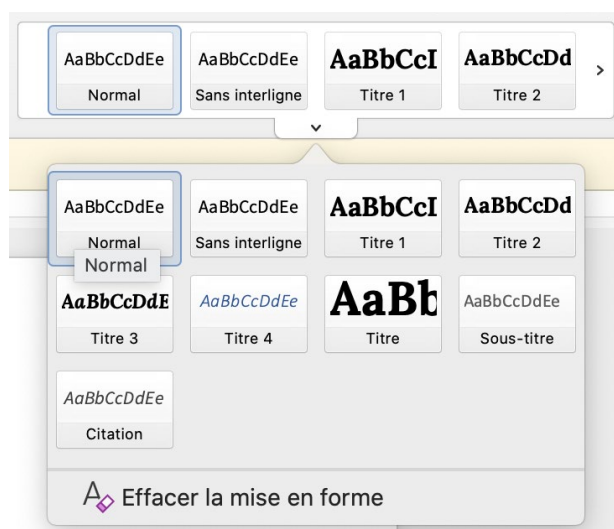 AaBbCcDdEe AaBbCcDdEe AaBbCcI AaBbCcDd
Normal Sans interligne Titre 1 Titre 2
AaBbCcDdEe AaBbCcDdEe AaBbCcI AaBbCcDd
Normal Sans interligne Titre 1 Titre 2
Normal
AaBbCcDdE AaBbCcDdEe AaBb AaBbCcDdEe
Titre 3 Titre 4 Titre Sous-titre
AaBbCcDdEe
Citation
Effacer la mise en forme